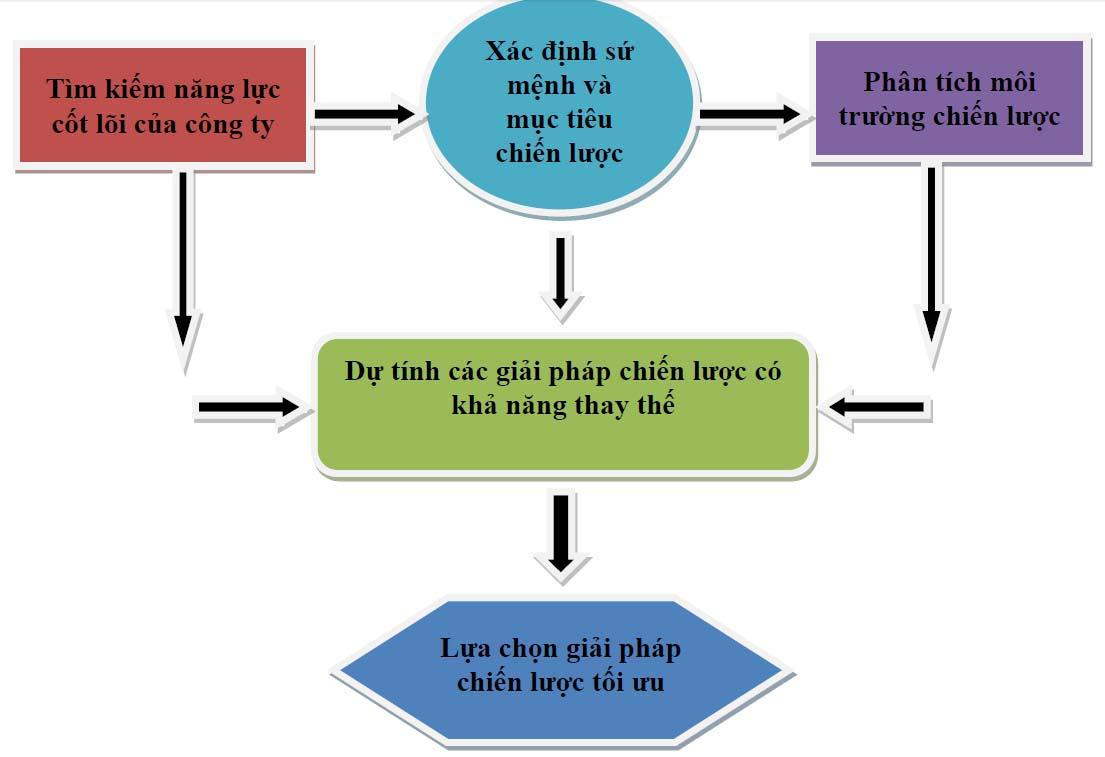 Tìm kiếm năng lực
cốt lõi của công ty
Xác định sứ
mệnh và
mục tiêu
chiến lược
Phân tích môi
trường chiến lược
Dự tính các giải pháp chiến lược có
khả năng thay thế
Lựa chọn giải pháp
chiến lược tối ưu